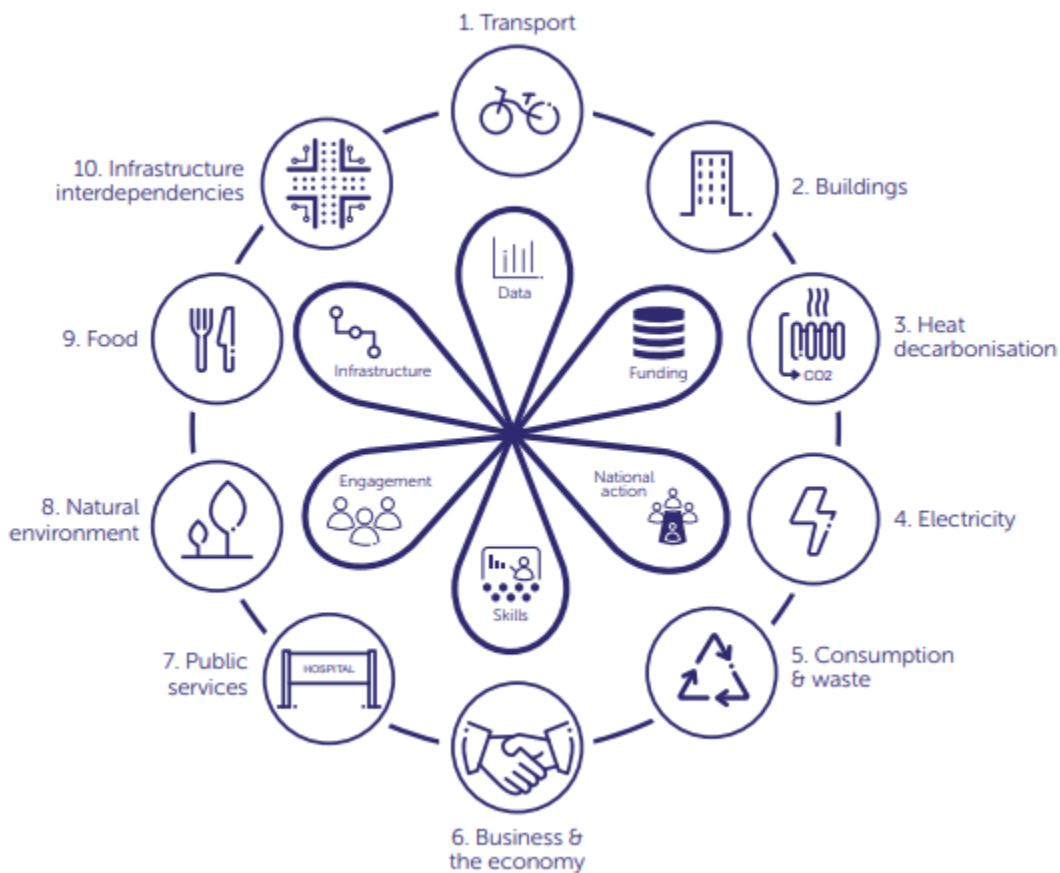 1. Transport
2. Buildings
3. Heat
decarbonisation
CO2
4. Electricity
5. Consumption
& waste
6. Business &
the economy
7. Public
services
HOSPITAL
8. Natural
environment
9. Food
10. Infrastructure
interdependencies
Data
Funding
National
action
Skills
Engagement
Infrastructure